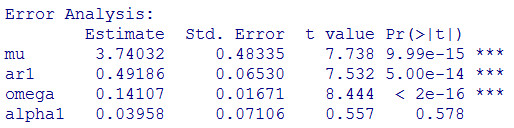 Error Analysis:
Estimate Std. Error t value Pr(>|t|)
mu 3.74032 0.48335 7.738 9.99e-15 ***
ar1 0.49186 0.06530 7.532 5.00e-14 ***
omega 0.14107 0.01671 8.444 < 2e-16 ***
alpha1 0.03958 0.07106 0.557 0.578